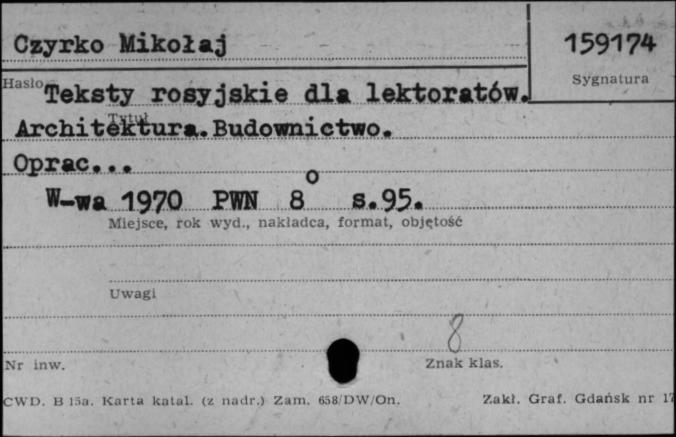 Czyrko Mikołaj
159174
Hasło
Sygnatura
Teksty rosyjskie dla lektoratów.
Tytuł
Architektura. Budownictwo.
Oprac...
W-wa 1970 PWN 8o s.95.
Miejsce, rok wyd., nakładca, format, objętość
Uwagi
8
Nr inw.
Znak klas.
CWD. B 15a. Karta katal. (z nadr.) Zam. 658/DW/On.
Zakł. Graf. Gdańsk nr 17